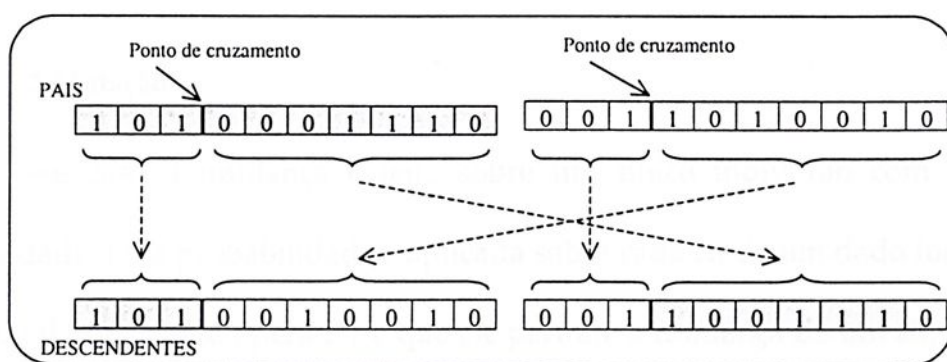 Ponto de cruzamento Ponto de cruzamento
PAIS
1 0 1 0 0 0 1 1 1 0 0 0 1 1 0 1 0 0 1 0
1 0 1 1 0 1 0 0 1 0 0 0 1 0 0 0 1 1 1 0
DESCENDENTES